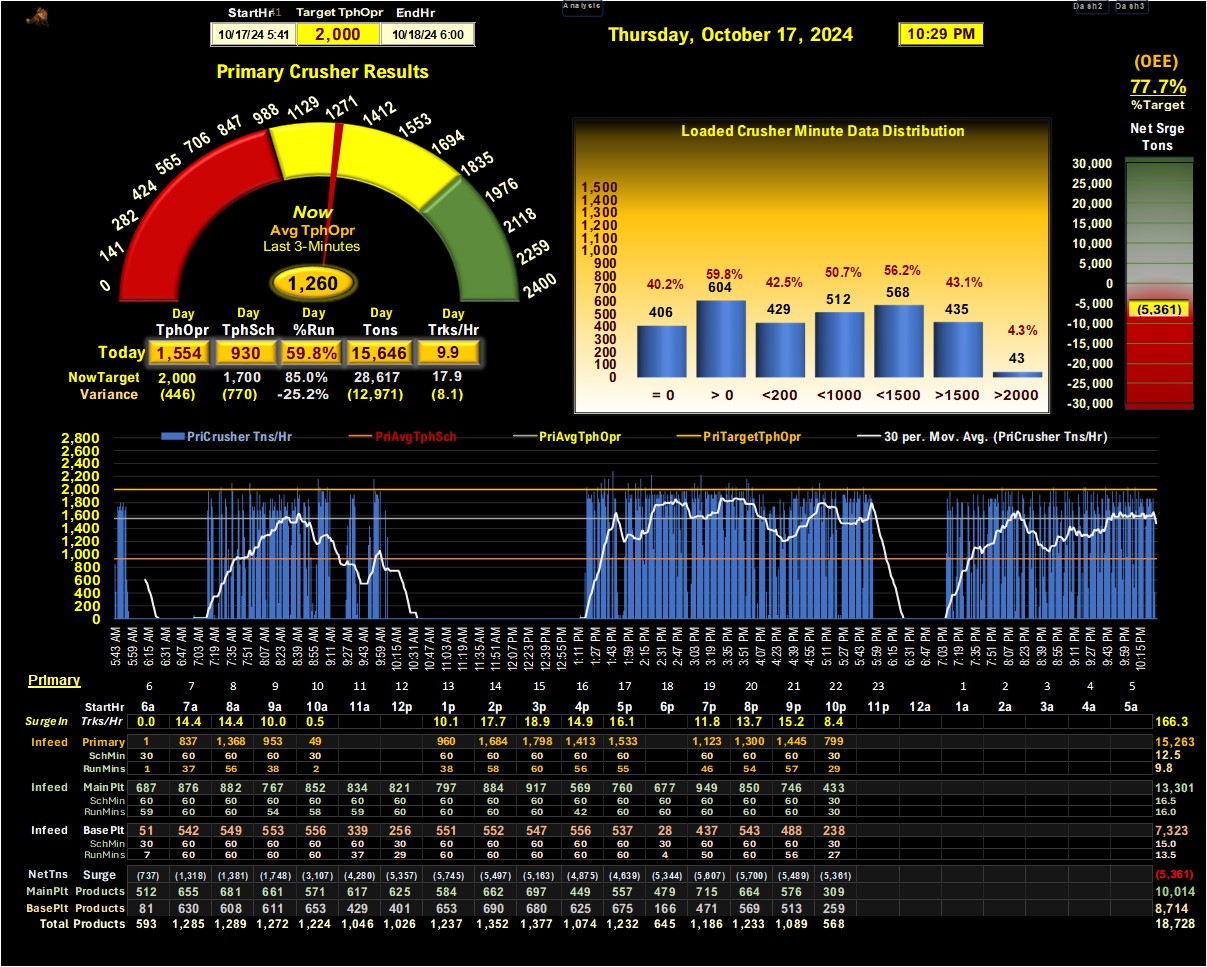 Analysis
Dash2 Dash3
StartHr Target TphOpr EndHr
10/17/24 5:41 2,000 10/18/24 6:00
Thursday, October 17, 2024 10:29 PM
(OEE)
77.7%
%Target
Primary Crusher Results
0 141 282 424 565 706 847 988 1129 1271 1412 1553 1694 1835 1976 2118 2259 2400
Now
Avg TphOpr
Last 3-Minutes
1,260
Day Day Day Day Day
TphOpr TphSch %Run Tons Trks/Hr
Today 1,554 930 59.8% 15,646 9.9
NowTarget 2,000 1,700 85.0% 28,617 17.9
Variance (446) (770) -25.2% (12,971) (8.1)
Loaded Crusher Minute Data Distribution
1,500
1,400
1,300
1,200
1,100
1,000
900
800
700
600
500
400
300
200
100
0
40.2% 59.8% 42.5% 50.7% 56.2% 43.1% 4.3%
406 604 429 512 568 435 43
= 0 > 0 <200 <1000 <1500 >1500 >2000
Net Srge
Tons
30,000
25,000
20,000
15,000
10,000
5,000
0
-5,000
(5,361)
-10,000
-15,000
-20,000
-25,000
-30,000
PriCrusher Tns/Hr PriAvgTphSch PriAvgTphOpr PriTargetTphOpr 30 per. Mov. Avg. (PriCrusher Tns/Hr)
2,800
2,600
2,400
2,200
2,000
1,800
1,600
1,400
1,200
1,000
800
600
400
200
0
5:43 AM 5:59 AM 6:15 AM 6:31 AM 6:47 AM 7:03 AM 7:19 AM 7:35 AM 7:51 AM 8:07 AM 8:23 AM 8:39 AM 8:55 AM 9:11 AM 9:27 AM 9:43 AM 9:59 AM 10:15 AM 10:31 AM 10:47 AM 11:03 AM 11:19 AM 11:35 AM 11:51 AM 12:07 PM 12:23 PM 12:39 PM 12:55 PM 1:11 PM 1:27 PM 1:43 PM 1:59 PM 2:15 PM 2:31 PM 2:47 PM 3:03 PM 3:19 PM 3:35 PM 3:51 PM 4:07 PM 4:23 PM 4:39 PM 4:55 PM 5:11 PM 5:27 PM 5:43 PM 5:59 PM 6:15 PM 6:31 PM 6:47 PM 7:03 PM 7:19 PM 7:35 PM 7:51 PM 8:07 PM 8:23 PM 8:39 PM 8:55 PM 9:11 PM 9:27 PM 9:43 PM 9:59 PM 10:15 PM
Primary
6 7 8 9 10 11 12 13 14 15 16 17 18 19 20 21 22 23 1 2 3 4 5
StartHr 6a 7a 8a 9a 10a 11a 12p 1p 2p 3p 4p 5p 6p 7p 8p 9p 10p 11p 12a 1a 2a 3a 4a 5a
SurgeIn Trks/Hr 0.0 14.4 14.4 10.0 0.5 10.1 17.7 18.9 14.9 16.1 11.8 13.7 15.2 8.4 166.3
Infeed Primary 1 837 1,368 953 49 960 1,684 1,798 1,413 1,533 1,123 1,300 1,445 799 15,263
SchMin 30 60 60 60 30 60 60 60 60 60 60 60 60 30 12.5
RunMins 1 37 56 38 2 38 58 60 56 55 46 54 57 29 9.8
Infeed MainPlt 687 876 882 767 852 834 821 797 884 917 569 760 677 949 850 746 433 13,301
SchMin 60 60 60 60 60 60 60 60 60 60 60 60 60 60 60 60 30 16.5
RunMins 59 60 60 54 58 59 60 60 60 60 42 60 60 60 60 60 30 16.0
Infeed BasePlt 51 542 549 553 556 339 256 551 552 547 556 537 28 437 543 488 238 7,323
SchMin 30 60 60 60 60 60 30 60 60 60 60 60 30 60 60 60 30 15.0
RunMins 7 60 60 60 60 37 29 60 60 60 60 60 4 50 60 56 27 13.5
NetTns Surge (737) (1,318) (1,381) (1,748) (3,107) (4,280) (5,357) (5,745) (5,497) (5,163) (4,875) (4,639) (5,344) (5,607) (5,700) (5,489) (5,361) (5,361)
MainPlt Products 512 655 681 661 571 617 625 584 662 697 449 557 479 715 664 576 309 10,014
BasePlt Products 81 630 608 611 653 429 401 653 690 680 625 675 166 471 569 513 259 8,714
Total Products 593 1,285 1,289 1,272 1,224 1,046 1,026 1,237 1,352 1,377 1,074 1,232 645 1,186 1,233 1,089 568 18,728